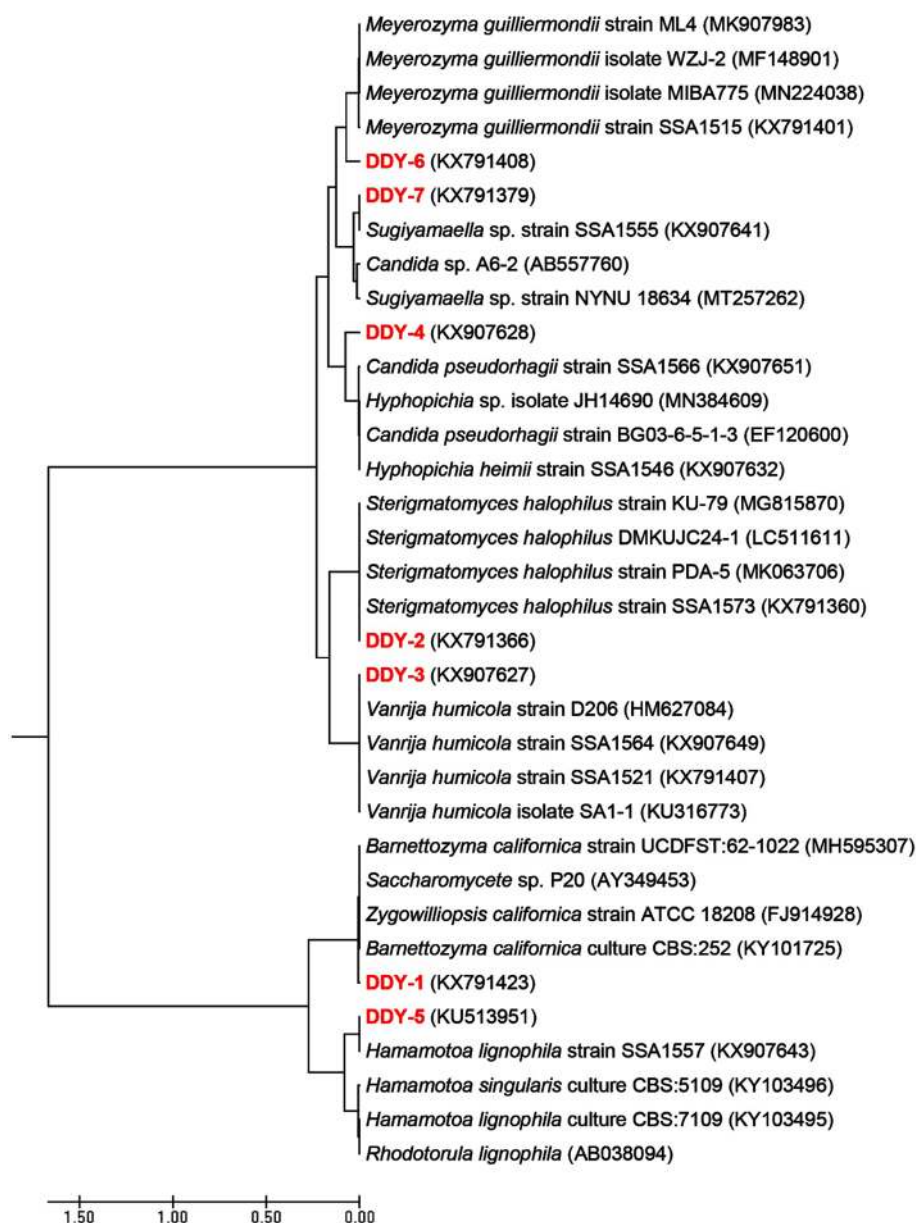 Meyerozyma guilliermondii strain ML4 (MK907983)
Meyerozyma guilliermondii isolate WZJ-2 (MF148901)
Meyerozyma guilliermondii isolate MIBA775 (MN224038)
Meyerozyma guilliermondii strain SSA1515 (KX791401)
DDY-6 (KX791408)
DDY-7 (KX791379)
Sugiyamaella sp. strain SSA1555 (KX907641)
Candida sp. A6-2 (AB557760)
Sugiyamaella sp. strain NYNU 18634 (MT257262)
DDY-4 (KX907628)
Candida pseudorhagii strain SSA1566 (KX907651)
Hyphopichia sp. isolate JH14690 (MN384609)
Candida pseudorhagii strain BG03-6-5-1-3 (EF120600)
Hyphopichia heimii strain SSA1546 (KX907632)
Sterigmatomyces halophilus strain KU-79 (MG815870)
Sterigmatomyces halophilus DMKUJC24-1 (LC511611)
Sterigmatomyces halophilus strain PDA-5 (MK063706)
Sterigmatomyces halophilus strain SSA1573 (KX791360)
DDY-2 (KX791366)
DDY-3 (KX907627)
Vanrija humicola strain D206 (HM627084)
Vanrija humicola strain SSA1564 (KX907649)
Vanrija humicola strain SSA1521 (KX791407)
Vanrija humicola isolate SA1-1 (KU316773)
Barnettozyma californica strain UCDFST:62-1022 (MH595307)
Saccharomycete sp. P20 (AY349453)
Zygowilliopsis californica strain ATCC 18208 (FJ914928)
Barnettozyma californica culture CBS:252 (KY101725)
DDY-1 (KX791423)
DDY-5 (KU513951)
Hamamotoa lignophila strain SSA1557 (KX907643)
Hamamotoa singularis culture CBS:5109 (KY103496)
Hamamotoa lignophila culture CBS:7109 (KY103495)
Rhodotorula lignophila (AB038094)
1.50 1.00 0.50 0.00